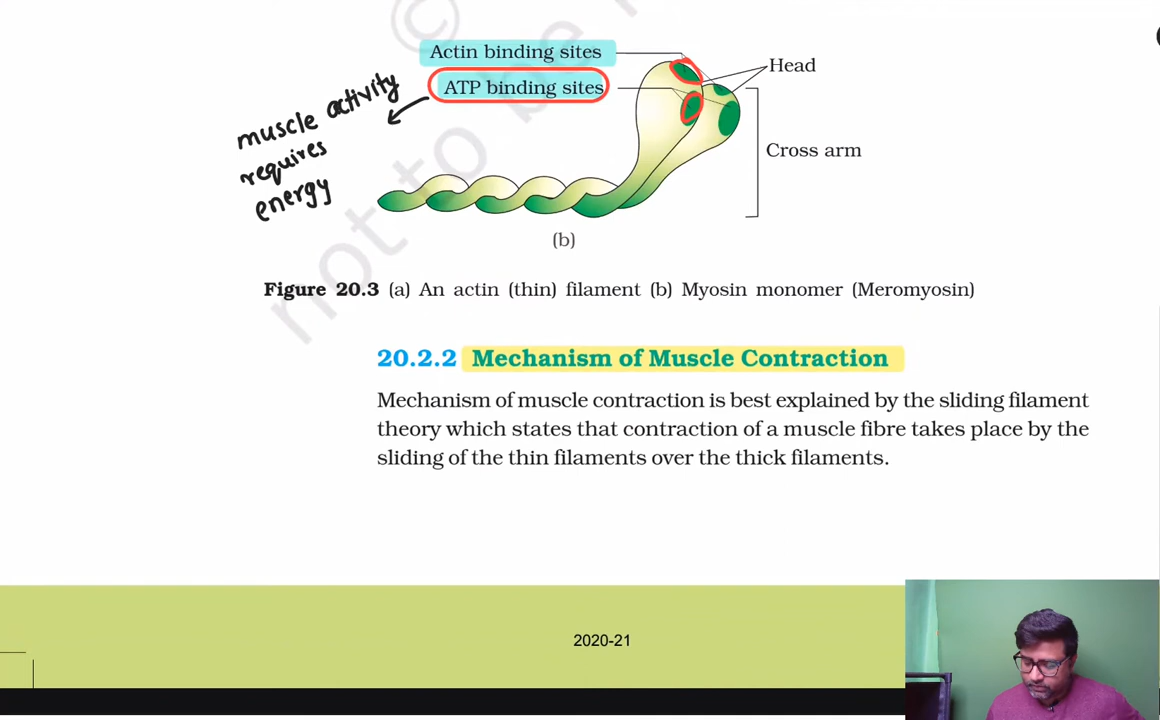 Actin binding sites
ATP binding sites
Head
Cross arm
muscle activity
requires
energy
(b)
Figure 20.3 (a) An actin (thin) filament (b) Myosin monomer (Meromyosin)
20.2.2 Mechanism of Muscle Contraction
Mechanism of muscle contraction is best explained by the sliding filament
theory which states that contraction of a muscle fibre takes place by the
sliding of the thin filaments over the thick filaments.
2020-21
©
not to be r